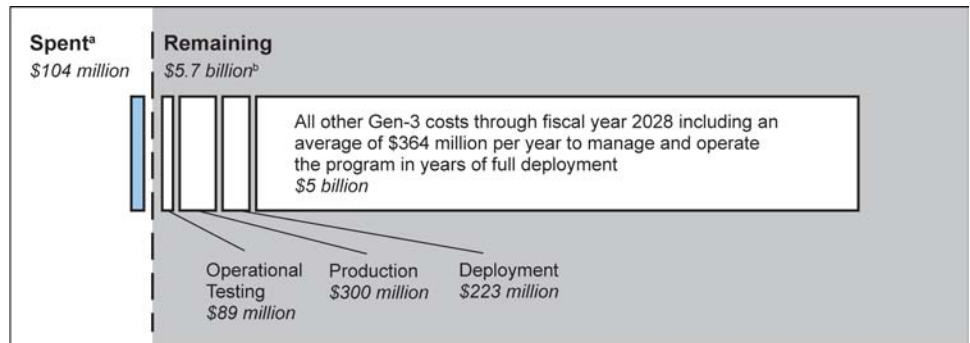 Spentᵃ
$104 million
Remaining
$5.7 billionᵇ
All other Gen-3 costs through fiscal year 2028 including an
average of $364 million per year to manage and operate
the program in years of full deployment
$5 billion
Operational
Testing
$89 million
Production
$300 million
Deployment
$223 million